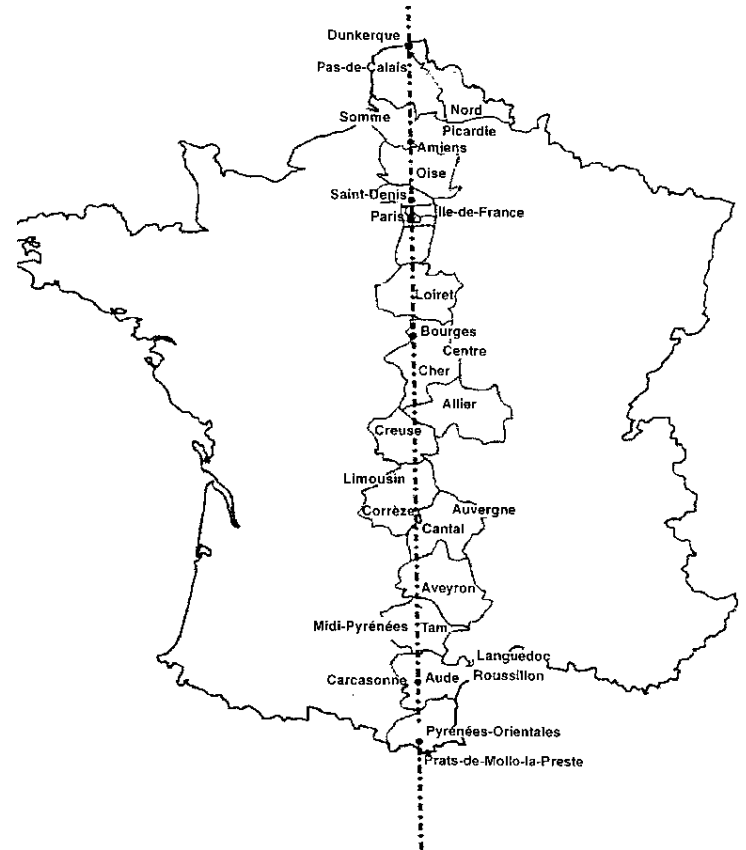 Dunkerque
Pas-de-Calais
Nord
Somme
Picardie
Amiens
Oise
Saint-Denis
Paris
Ile-de-France
Loiret
Bourges
Centre
Cher
Allier
Creuse
Limousin
Corrèze
Auvergne
Cantal
Aveyron
Midi-Pyrénées
Tarn
Languedoc
Carcasonne
Aude
Roussillon
Pyrénées-Orientales
Prats-de-Mollo-la-Preste